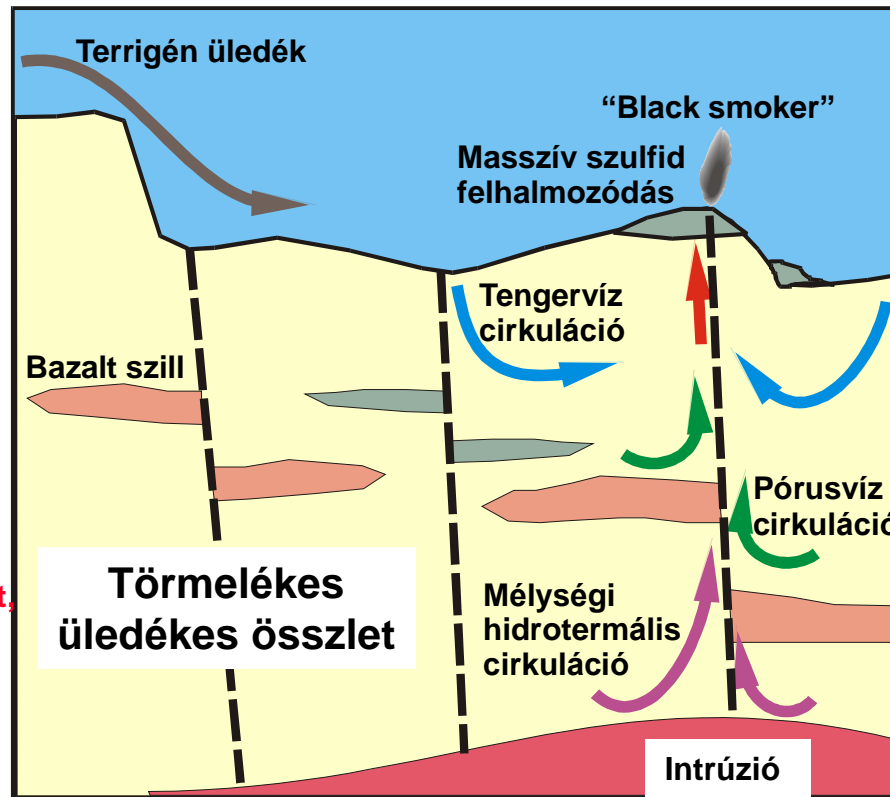 Terrigén üledék
“Black smoker”
Masszív szulfid
felhalmozódás
Tengervíz
cirkuláció
Bazalt szill
Pórusvíz
cirkuláció
Törmelékes
üledékes összlet
t,
Mélységi
hidrotermális
cirkuláció
Intrúzió